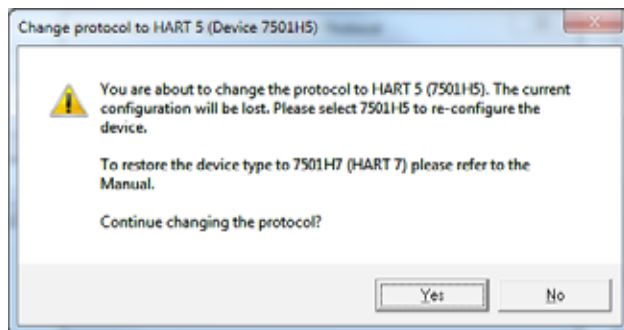 Change protocol to HART 5 (Device 7501H5)
You are about to change the protocol to HART 5 (7501H5). The current
configuration will be lost. Please select 7501H5 to re-configure the
device.
To restore the device type to 7501H7 (HART 7) please refer to the
Manual.
Continue changing the protocol?
Yes
No